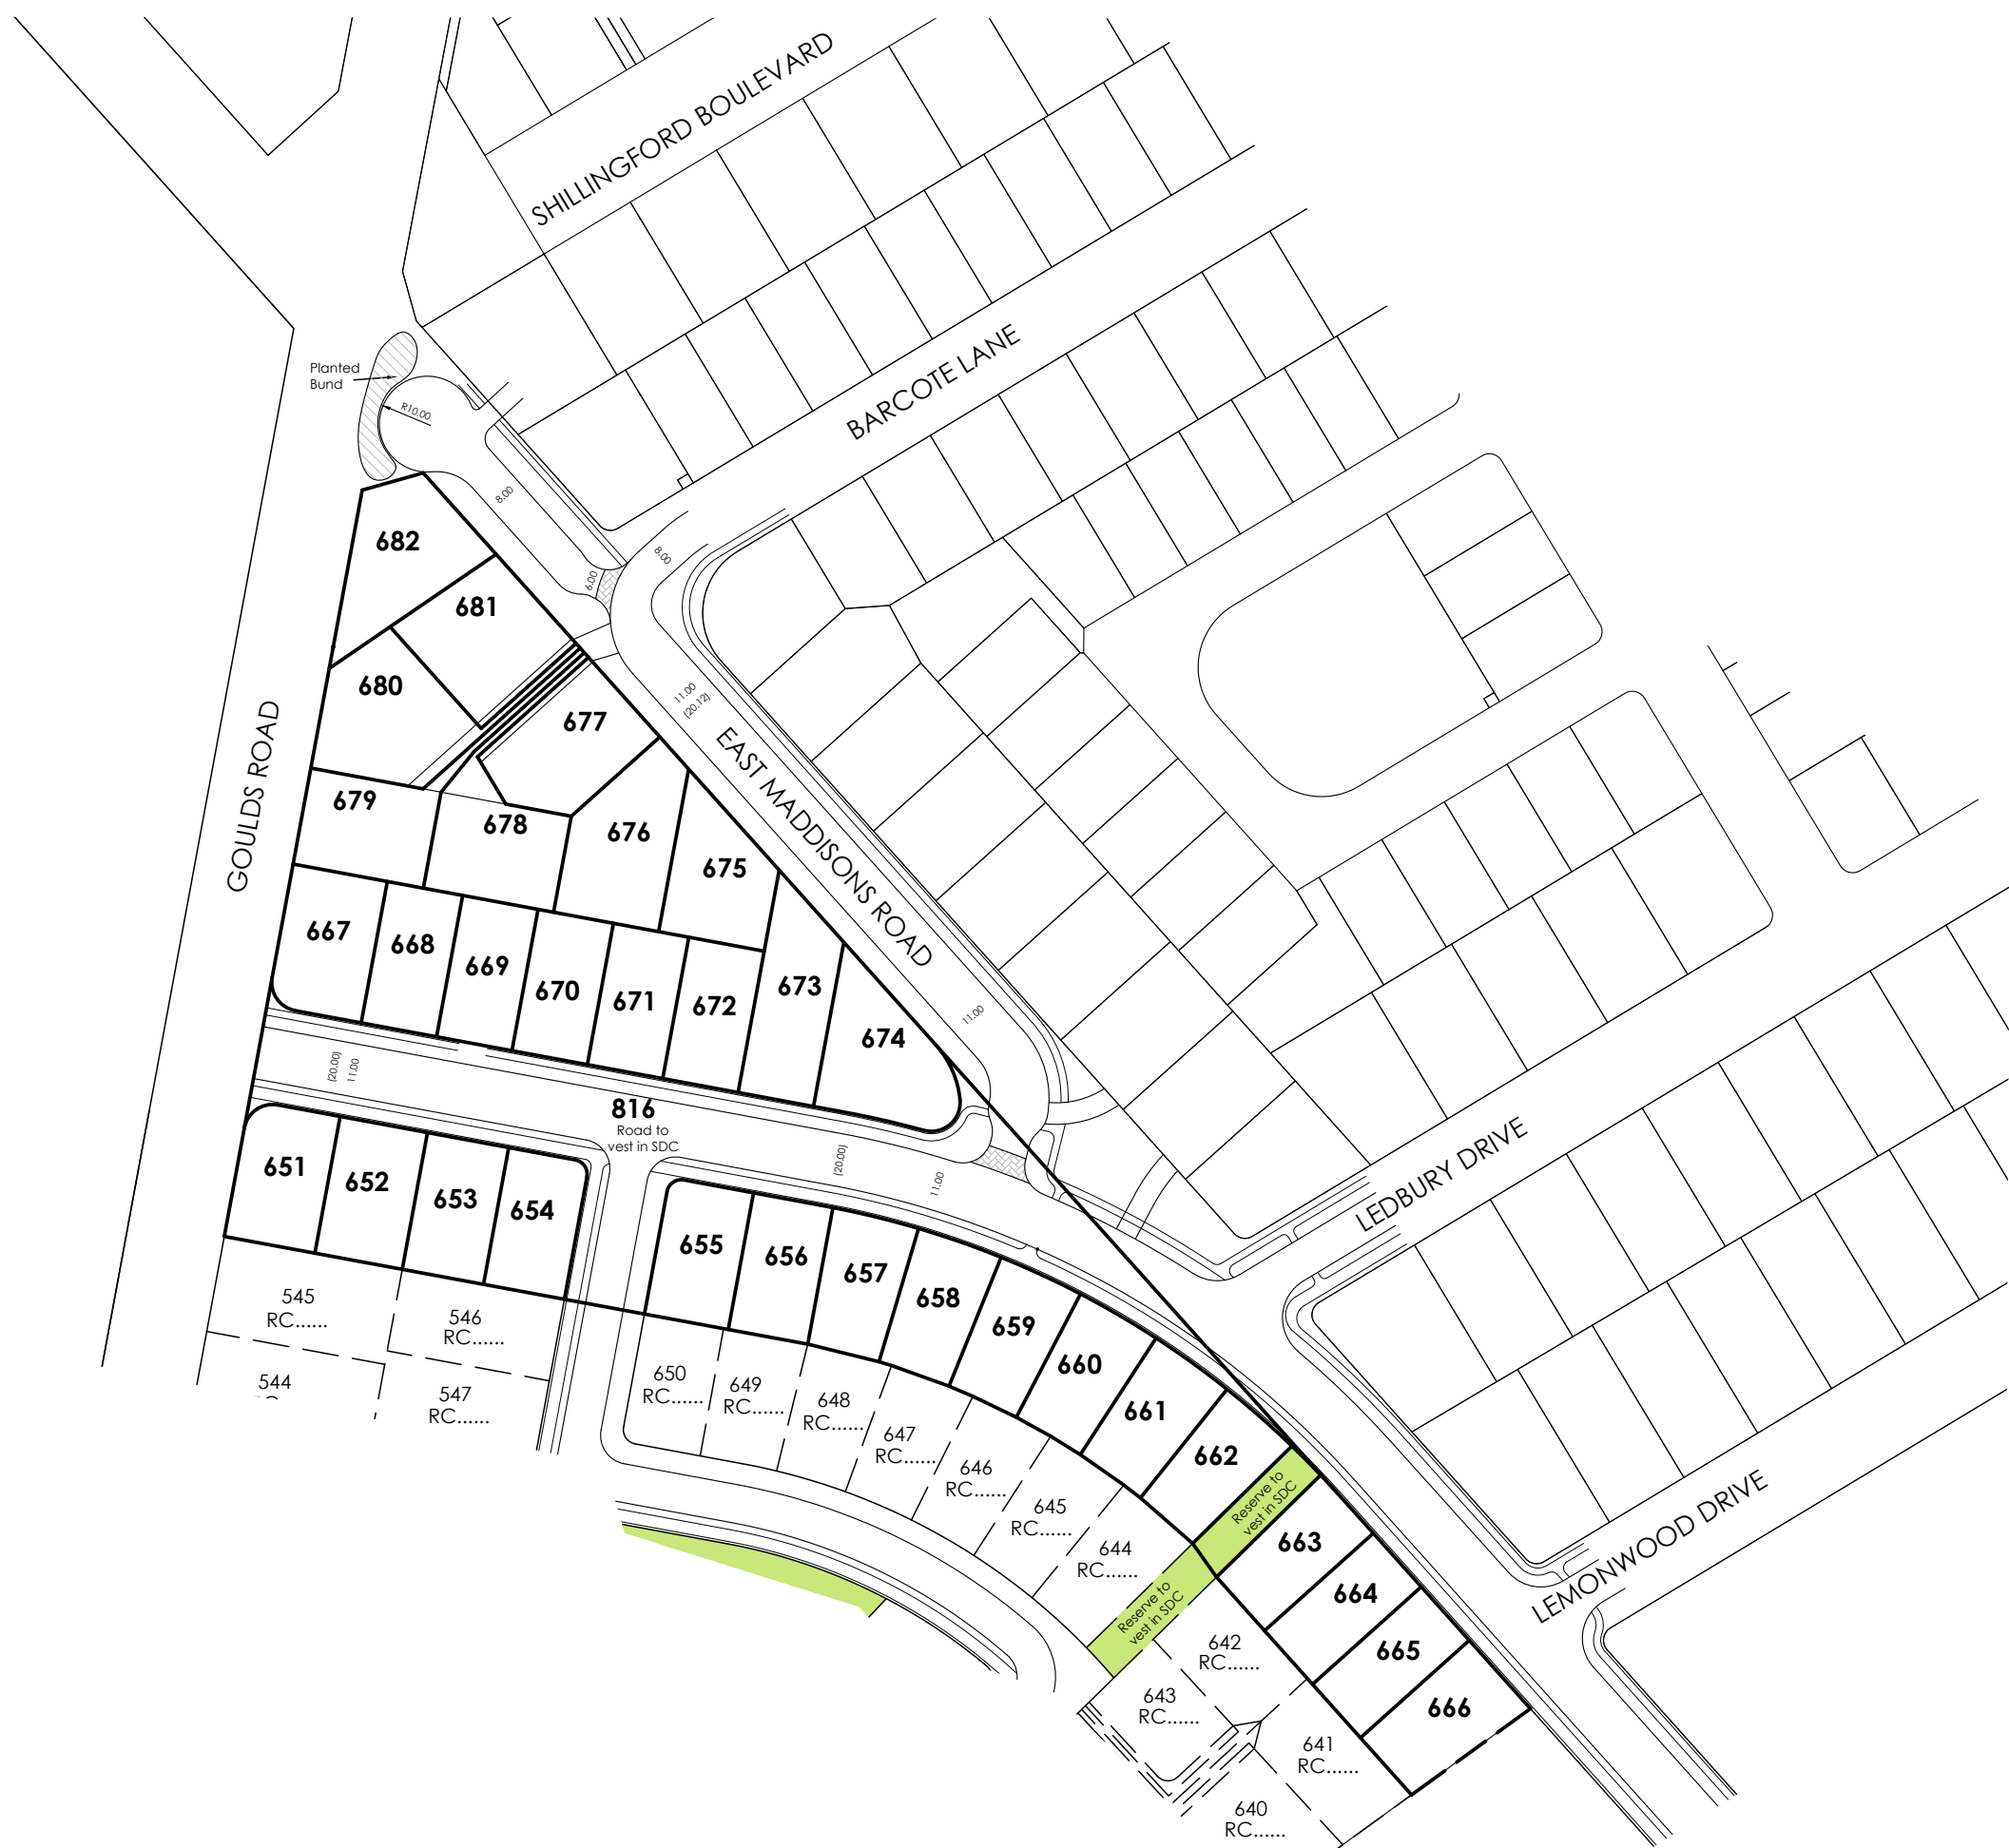 SHILLINGFORD BOULEVARD
BARCOTE LANE
Planted
Bund
R10.00
8.00
8.00
6.00
682
681
680
677
11.00
(20.12)
EAST MADDISONS ROAD
GOULDS ROAD
679
678
676
675
667
668
669
670
671
672
673
674
11.00
(20.00)
11.00
816
Road to
vest in SDC
(20.00)
11.00
LEDBURY DRIVE
651
652
653
654
655
656
657
658
659
660
661
662
Reserve to
vest in SDC
663
664
665
666
LEMONWOOD DRIVE
545
RC......
546
RC......
544
547
RC......
650
RC......
649
RC......
648
RC......
647
RC......
646
RC......
645
RC......
644
RC......
Reserve to
vest in SDC
642
RC......
643
RC......
641
RC......
640
RC......